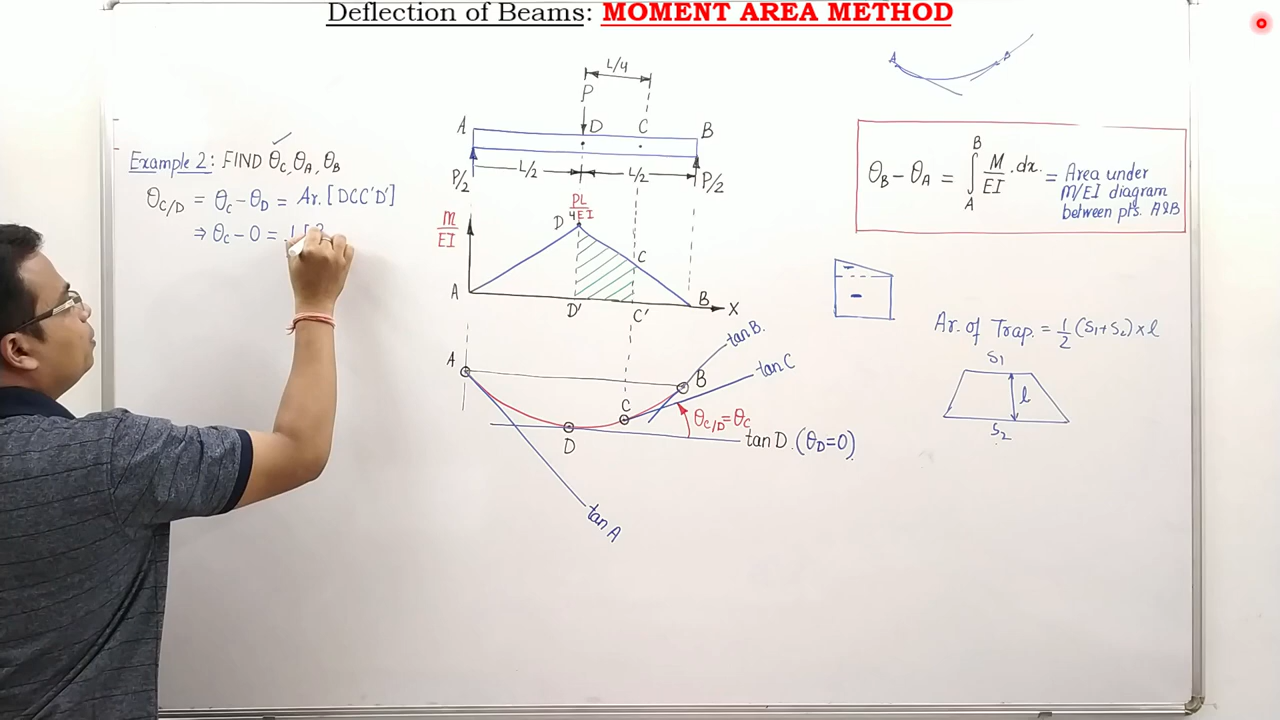 Deflection of Beams: MOMENT AREA METHOD
Example 2: FIND θC, θA, θB
θC/D = θC – θD = Ar. [DCC'D']
⇒ θC – 0 = 1 [
L/4
P
A
D
C
B
P/2
L/2
L/2
P/2
M/EI
PL/4EI
D
C
A
D'
C'
B
X
A
B
C
D
tan B.
tan C
θC/D = θC
tan D. (θD=0)
tan A
A
B
θB – θA = ∫ A B M/EI .dx. = Area under
M/EI diagram
between pts. A&B
Ar. of Trap. = 1/2 (S1+S2) × l
S1
l
S2